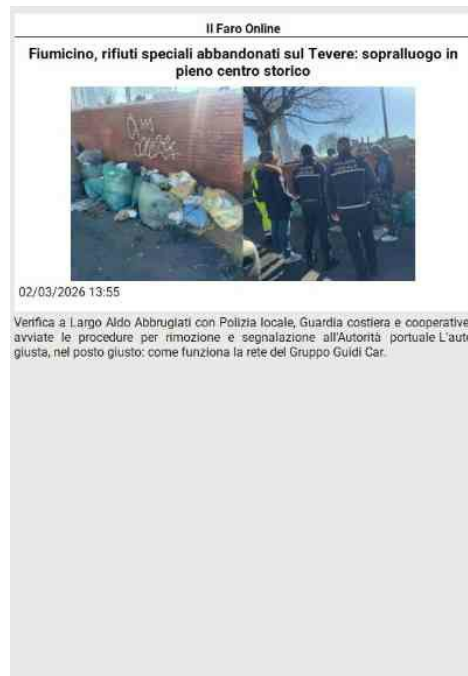 Il Faro Online
Fiumicino, rifiuti speciali abbandonati sul Tevere: sopralluogo in
pieno centro storico
02/03/2026 13:55
Verifica a Largo Aldo Abbrugiati con Polizia locale, Guardia costiera e cooperative
avviate le procedure per rimozione e segnalazione all'Autorità portuale L'auto
giusta, nel posto giusto: come funziona la rete del Gruppo Guidi Car.